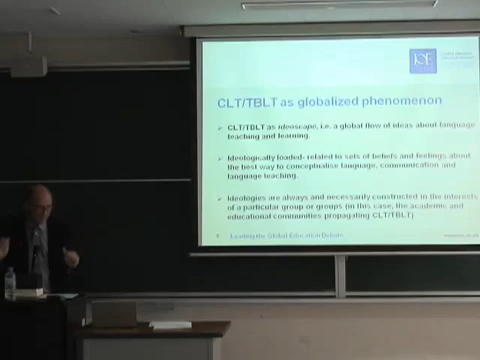 IOE
CLT/TBLT as globalized phenomenon
CLT/TBLT as ideoscape, i.e. a global flow of ideas about language
teaching and learning.
Ideologically loaded- related to sets of beliefs and feelings about
the best way to conceptualise language, communication and
language teaching.
Ideologies are always and necessarily constructed in the interests
of a particular group or groups (in this case, the academic and
educational communities propagating CLT/TBLT)
Leading the Global Education Debate